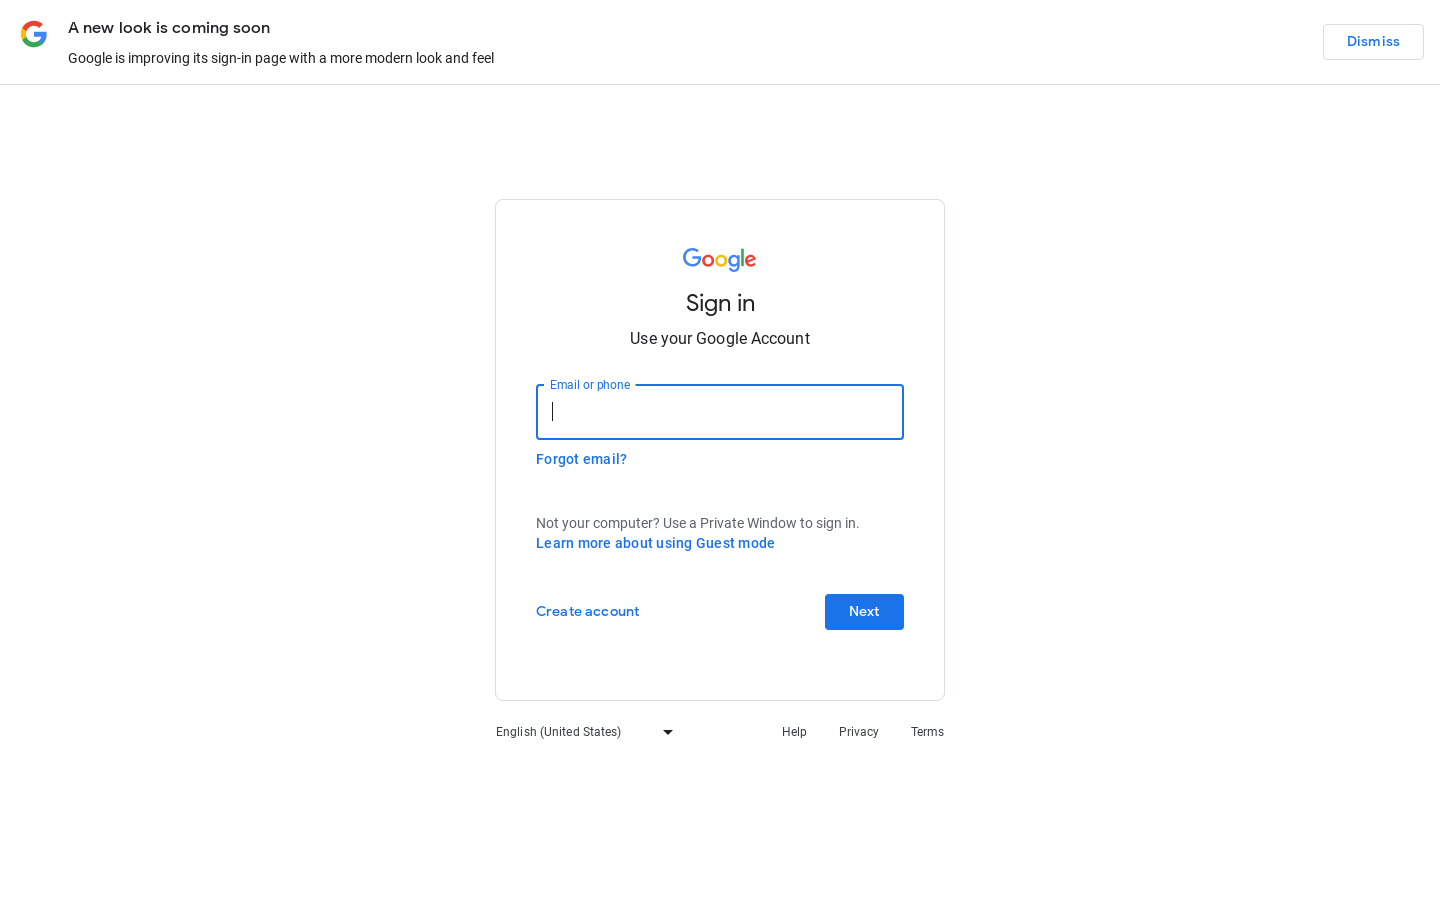 A new look is coming soon
Google is improving its sign-in page with a more modern look and feel
Dismiss
Google
Sign in
Use your Google Account
Email or phone
Forgot email?
Not your computer? Use a Private Window to sign in.
Learn more about using Guest mode
Create account
Next
English (United States)
Help
Privacy
Terms